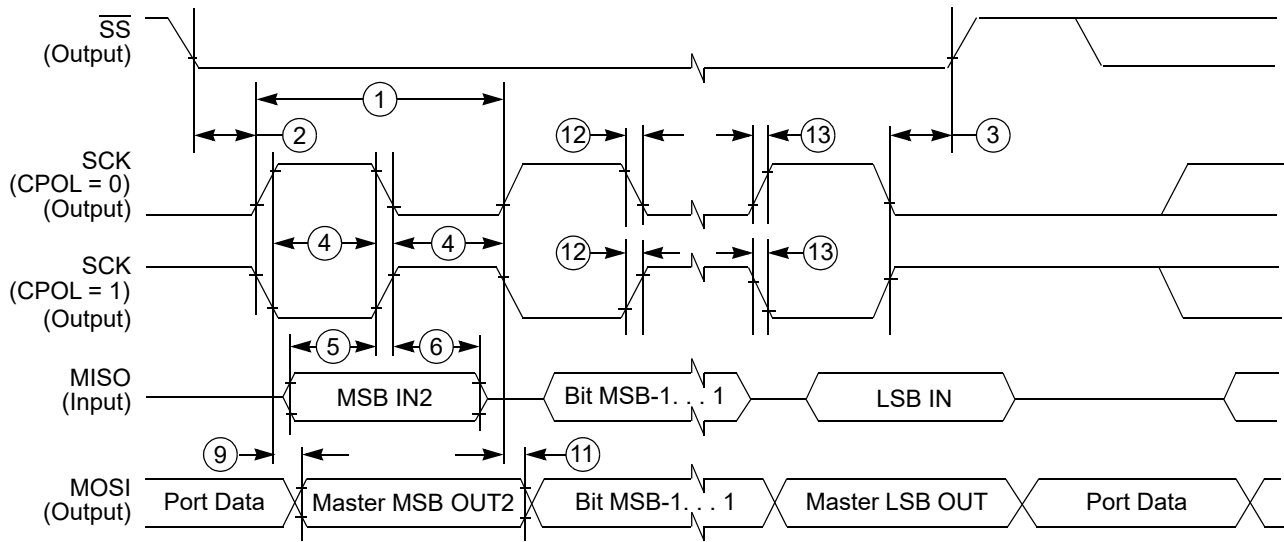 SS
(Output)
1
2
12
13
3
SCK
(CPOL = 0)
(Output)
4
4
12
13
SCK
(CPOL = 1)
(Output)
5
6
MISO
(Input)
MSB IN2
Bit MSB-1. . . 1
LSB IN
9
11
MOSI
(Output)
Port Data
Master MSB OUT2
Bit MSB-1. . . 1
Master LSB OUT
Port Data